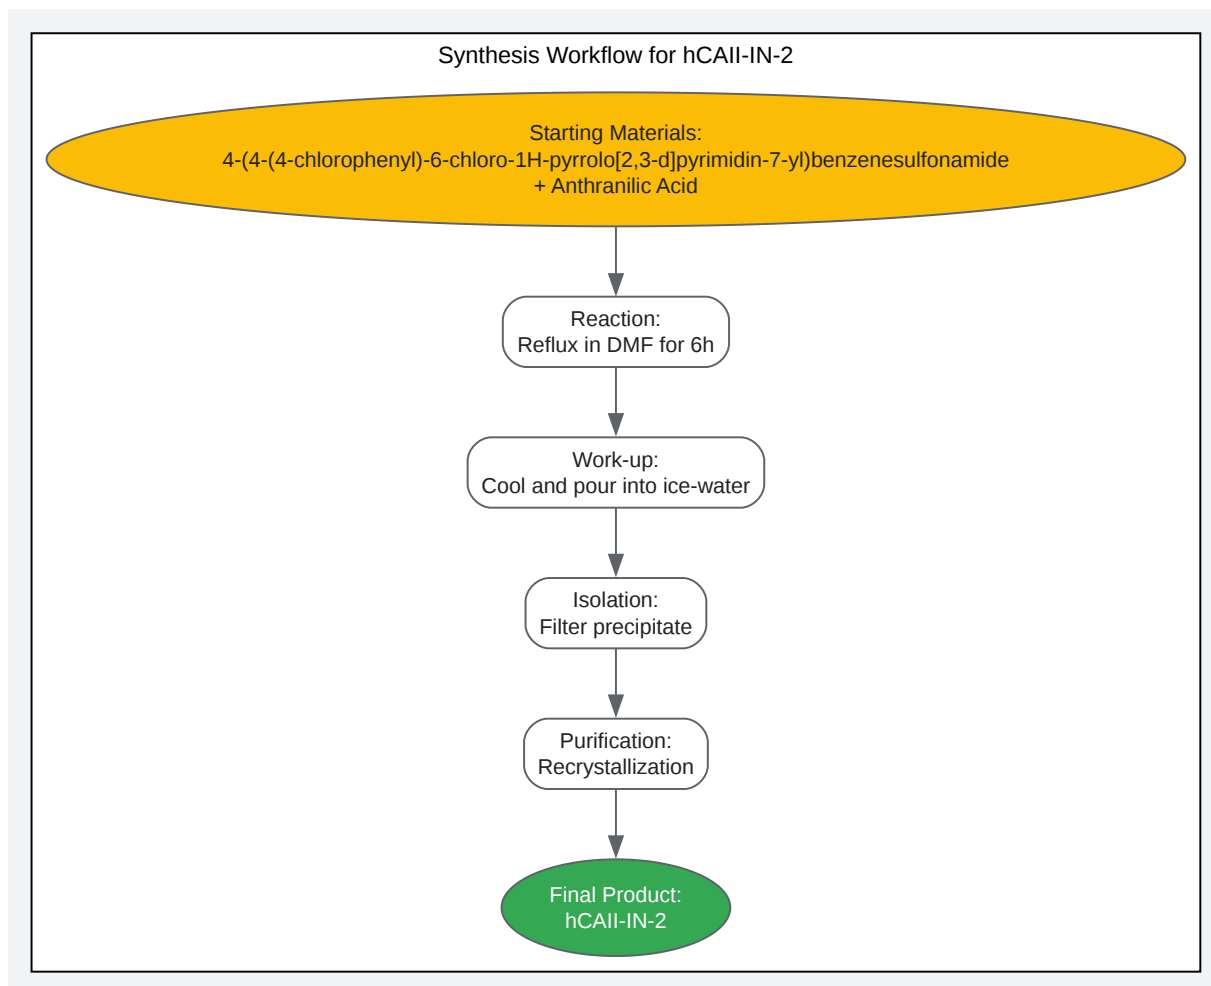 Synthesis Workflow for hCAII-IN-2
Starting Materials:
4-(4-(4-chlorophenyl)-6-chloro-1H-pyrrolo[2,3-d]pyrimidin-7-yl)benzenesulfonamide
+ Anthranilic Acid
Reaction:
Reflux in DMF for 6h
Work-up:
Cool and pour into ice-water
Isolation:
Filter precipitate
Purification:
Recrystallization
Final Product:
hCAII-IN-2